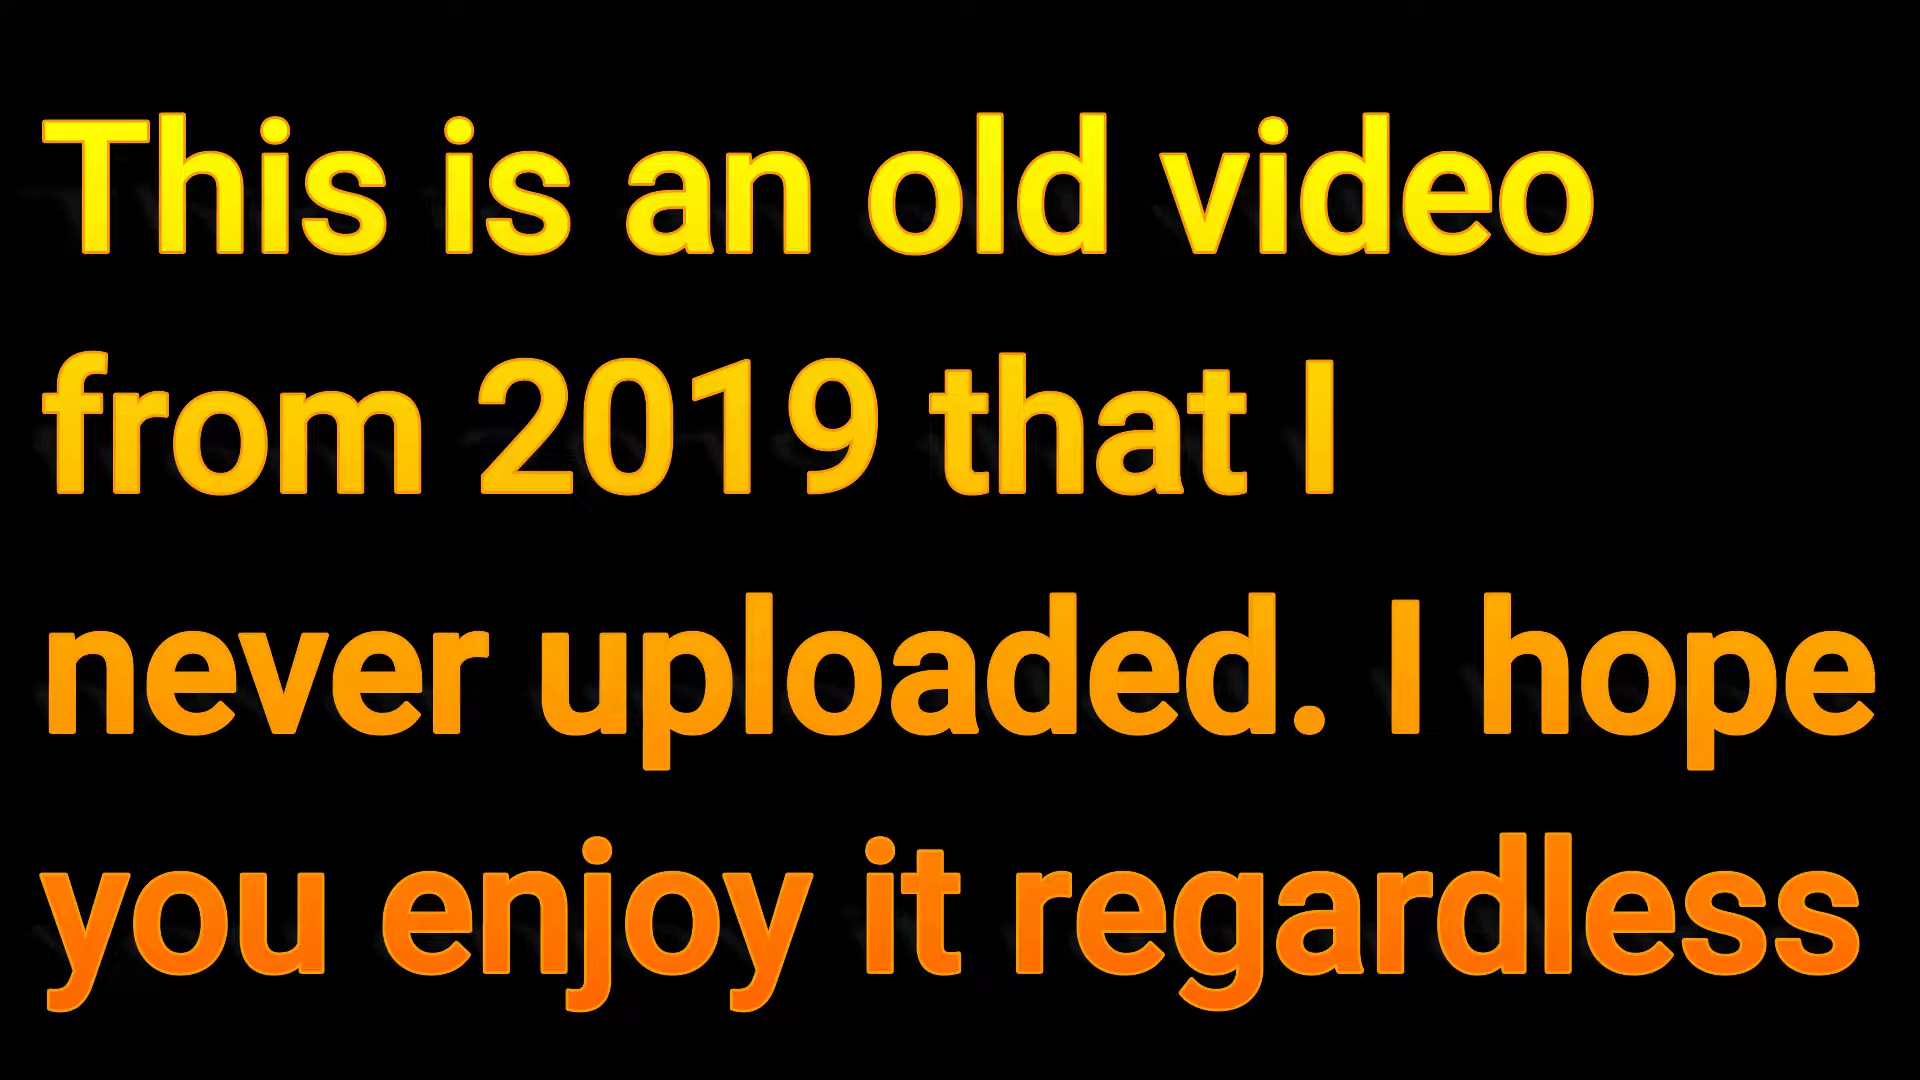 This is an old video
from 2019 that I
never uploaded. I hope
you enjoy it regardless